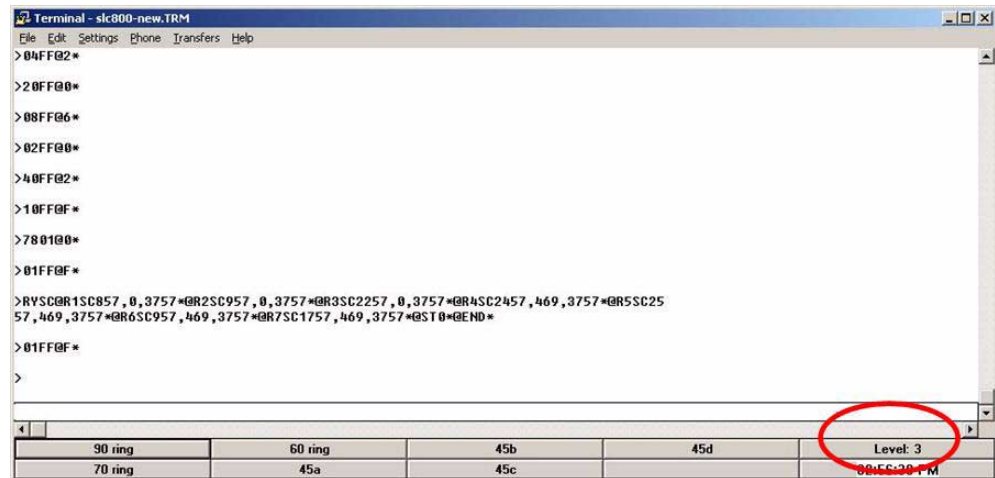 Terminal - slc800-new.TRM
File Edit Settings Phone Transfers Help
>04FF@2*
>20FF@0*
>08FF@6*
>02FF@0*
>40FF@2*
>10FF@F*
>7801@0*
>01FF@F*
>RYSC@R1SC857,0,3757*@R2SC957,0,3757*@R3SC2257,0,3757*@R4SC2457,469,3757*@R5SC25
57,469,3757*@R6SC957,469,3757*@R7SC1757,469,3757*@ST0*@END*
>01FF@F*
>
90 ring 60 ring 45b 45d Level: 3
70 ring 45a 45c PM